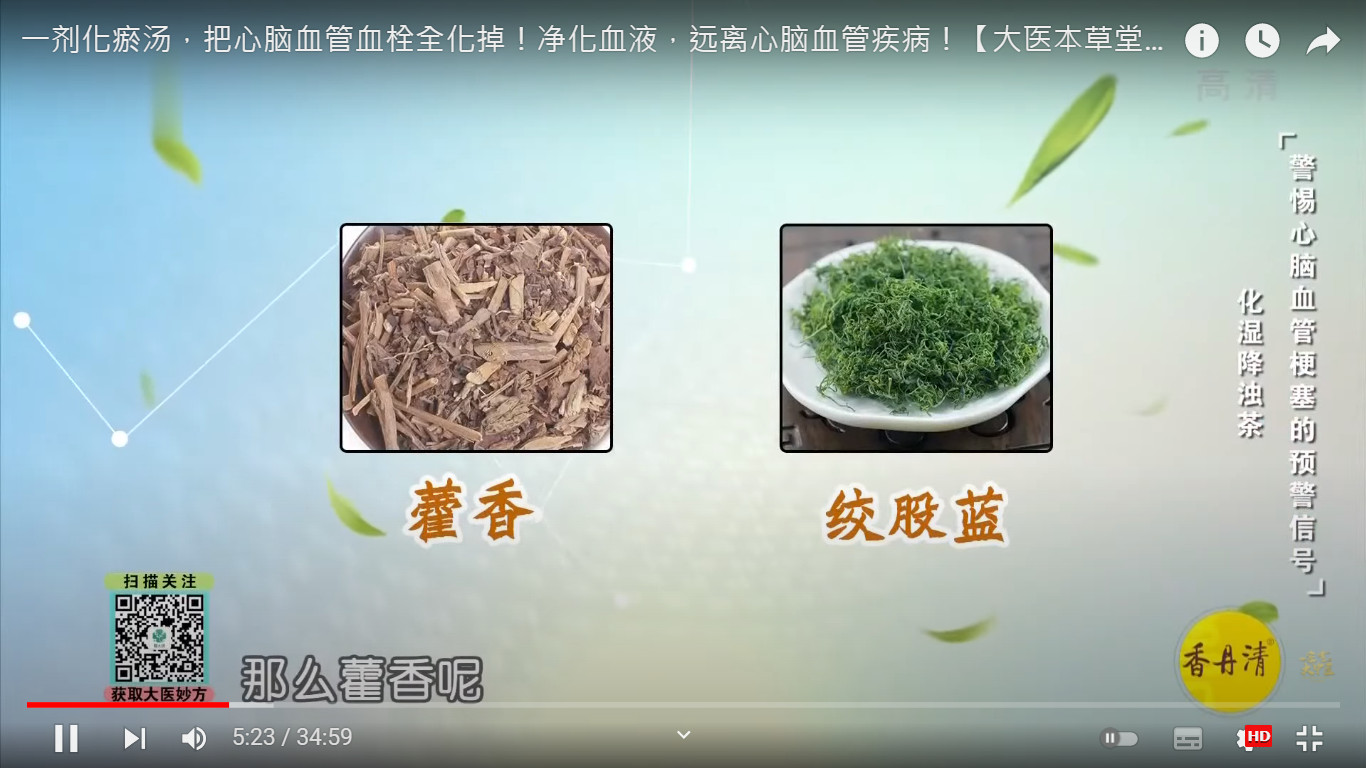 一剂化瘀汤，把心脑血管血栓全化掉！净化血液，远离心脑血管疾病！【大医本草堂...
高清
「警惕心脑血管梗塞的预警信号」
化湿降浊茶
藿香
绞股蓝
扫描关注
获取大医妙方
那么藿香呢
香丹清®
5:23 / 34:59
HD